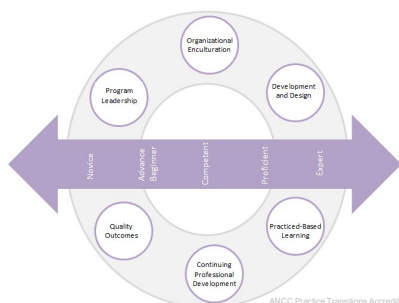 Organizational
Enculturation
Program
Leadership
Development
and Design
Novice
Advance
Beginner
Competent
Proficient
Expert
Quality
Outcomes
Practiced-Based
Learning
Continuing
Professional
Development
ANCC Practice Transitions Accredit